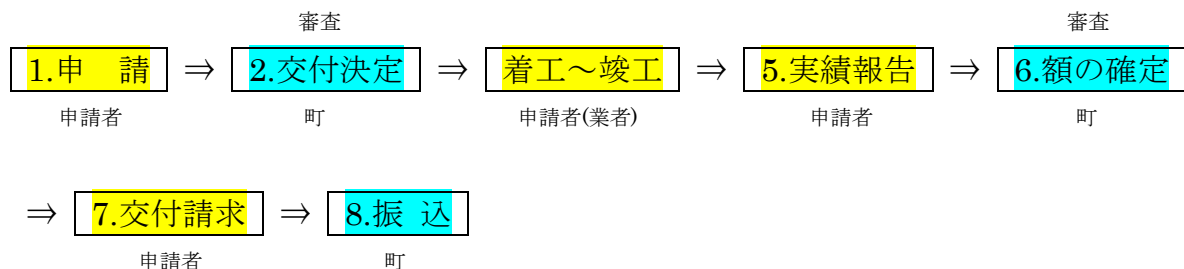 審査 審査
1.申　請 ⇒ 2.交付決定 ⇒ 着工～竣工 ⇒ 5.実績報告 ⇒ 6.額の確定
申請者 町 申請者(業者) 申請者 町
⇒ 7.交付請求 ⇒ 8.振 込
申請者 町